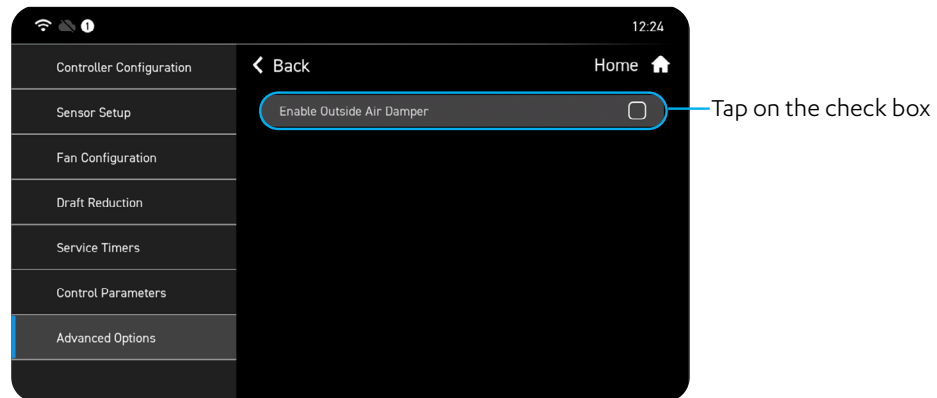 1
12:24
Controller Configuration
Sensor Setup
Fan Configuration
Draft Reduction
Service Timers
Control Parameters
Advanced Options
Back
Home
Enable Outside Air Damper
Tap on the check box